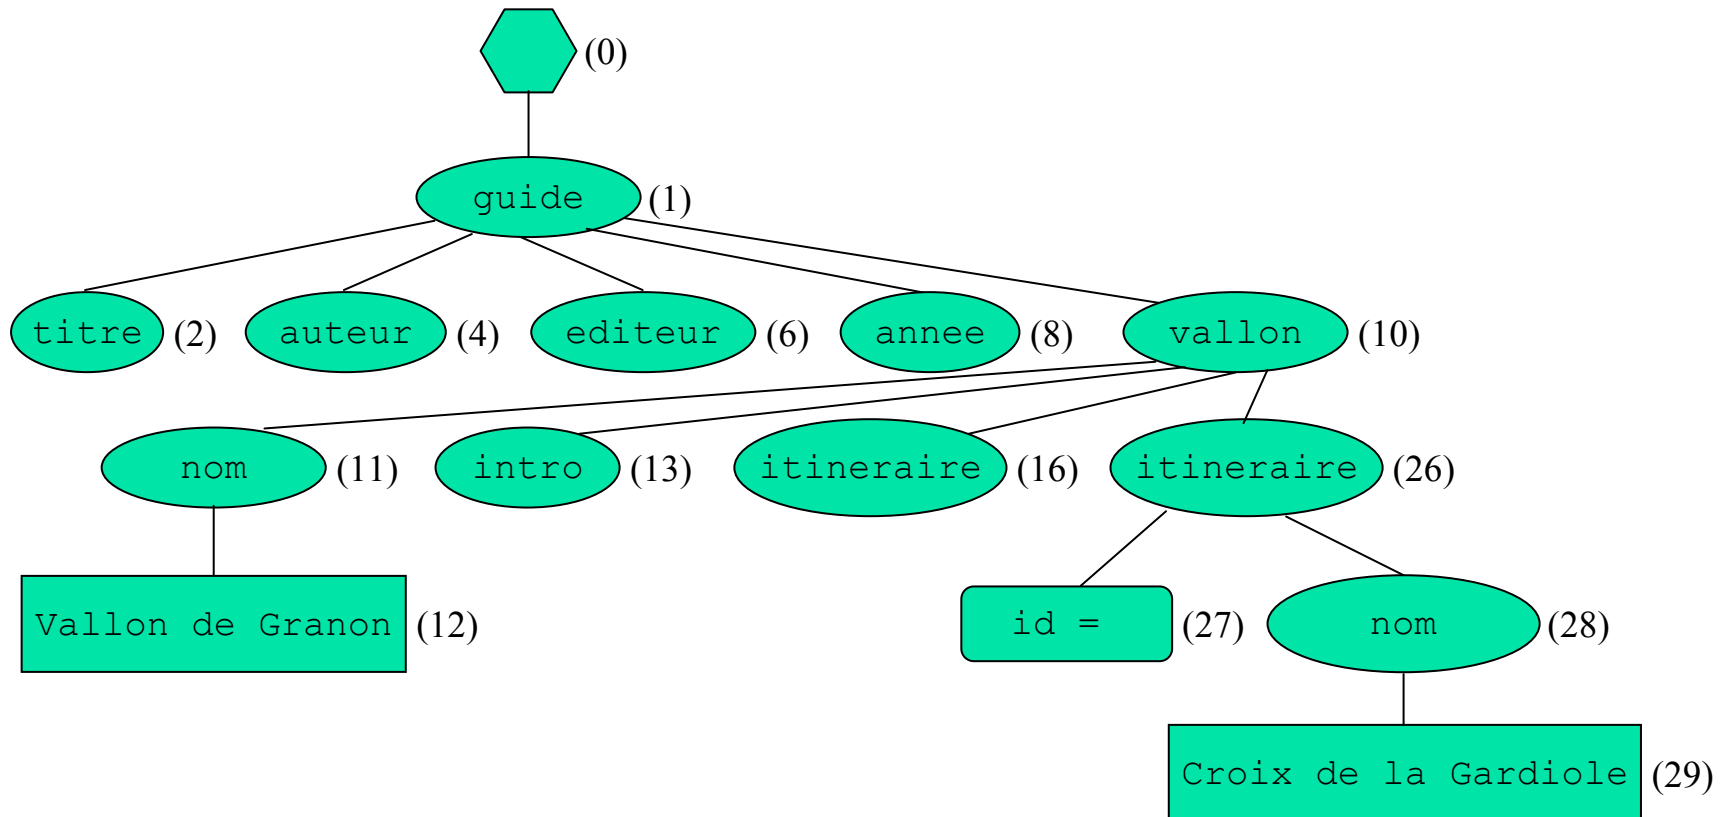 (0)
guide (1)
titre (2) auteur (4) editeur (6) annee (8) vallon (10)
nom (11) intro (13) itineraire (16) itineraire (26)
Vallon de Granon (12) id = (27) nom (28)
Croix de la Gardiole (29)